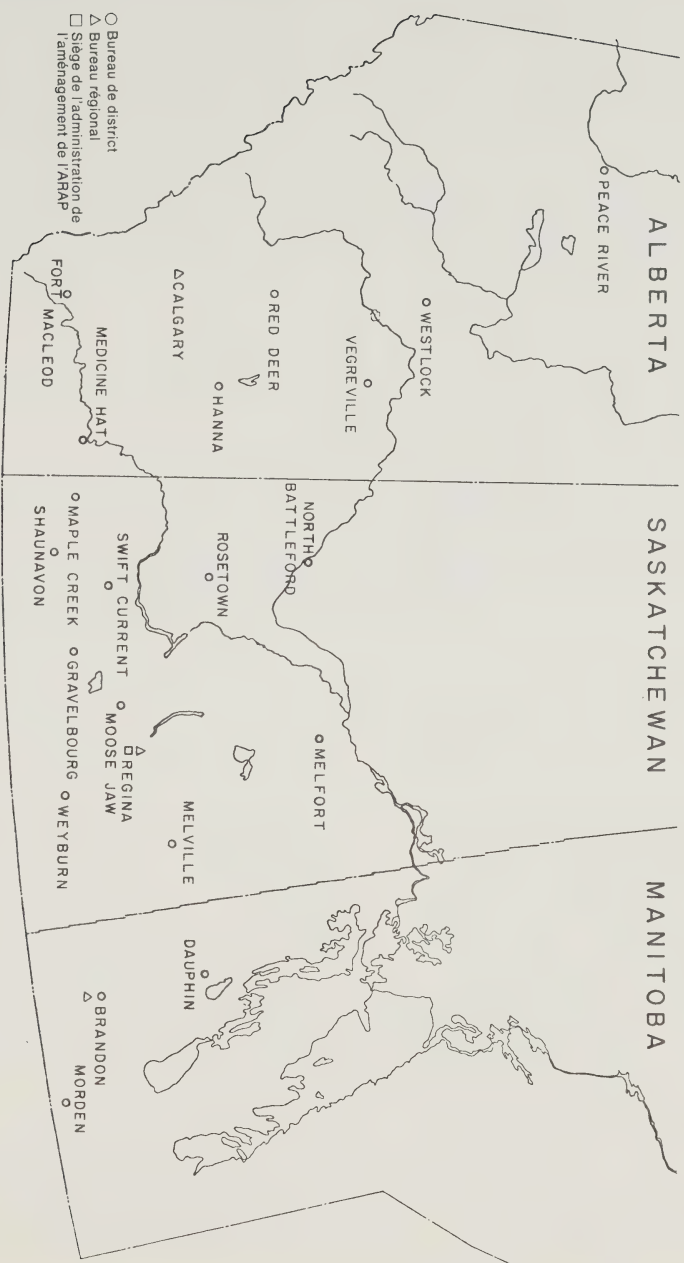 ALBERTA
SASKATCHEWAN
MANITOBA
PEACE RIVER
WESTLOCK
VEGREVILLE
RED DEER
HANNA
CALGARY
MEDICINE HAT
FORT
MACLEOD
NORTH
BATTLEFORD
ROSETOWN
SWIFT CURRENT
MAPLE CREEK
SHAUNAVON
MELFORT
MELVILLE
REGINA
MOOSE JAW
GRAVELBOURG
WEYBURN
DAUPHIN
BRANDON
MORDEN
○ Bureau de district
△ Bureau régional
□ Siège de l'administration de
l'aménagement de l'ARAP